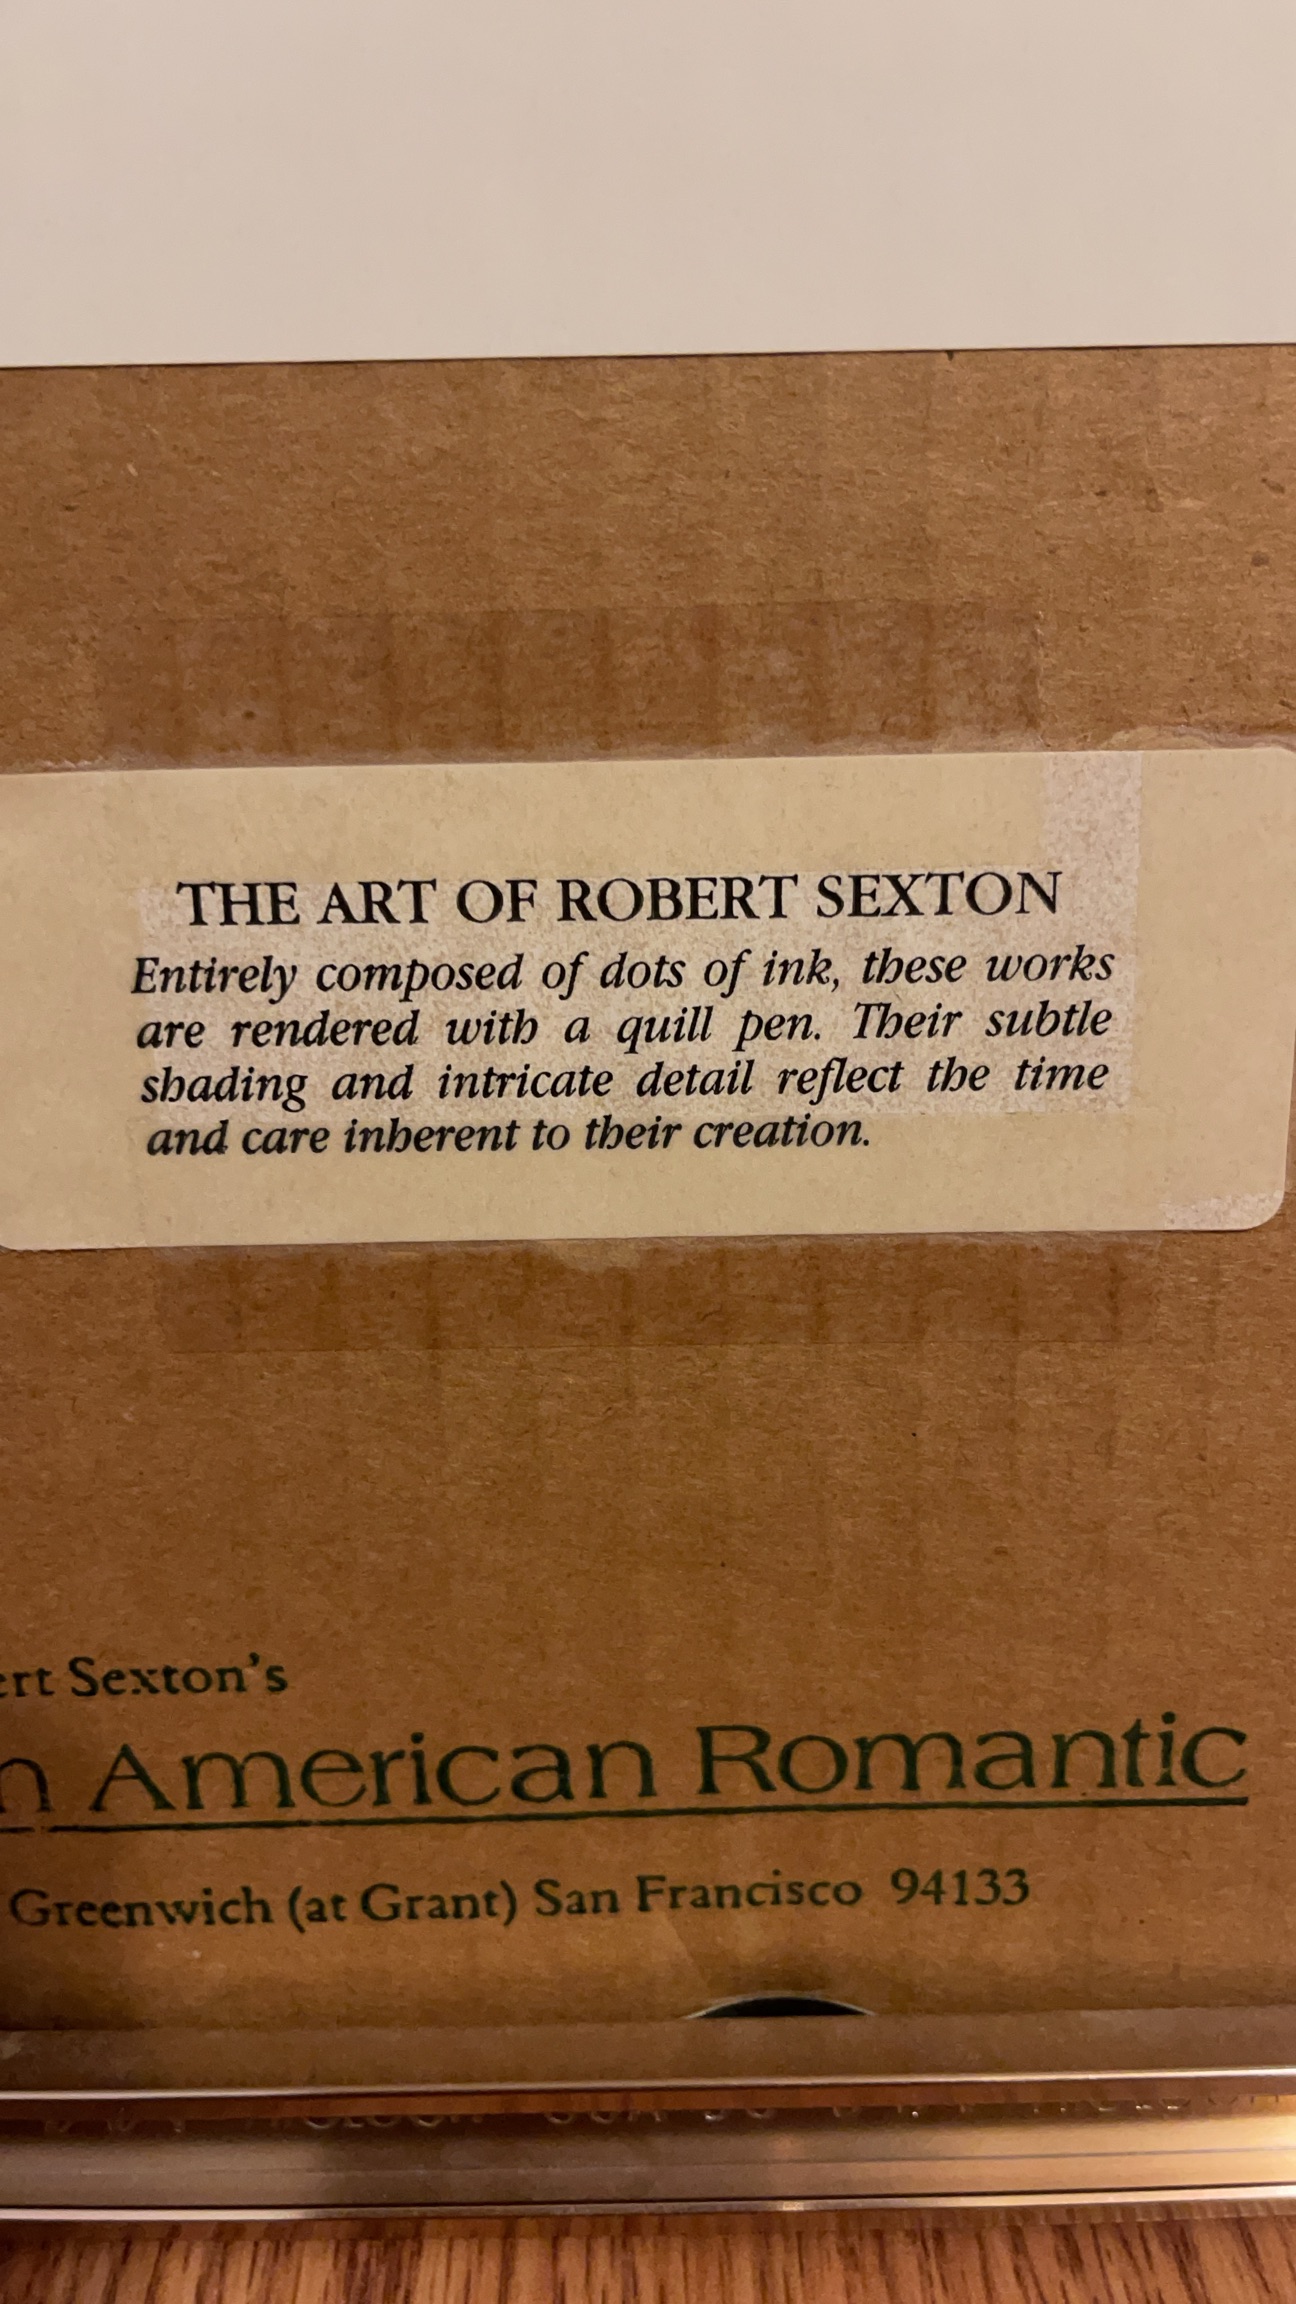 THE ART OF ROBERT SEXTON
Entirely composed of dots of ink, these works
are rendered with a quill pen. Their subtle
shading and intricate detail reflect the time
and care inherent to their creation.
ert Sexton's
n American Romantic
Greenwich (at Grant) San Francisco 94133